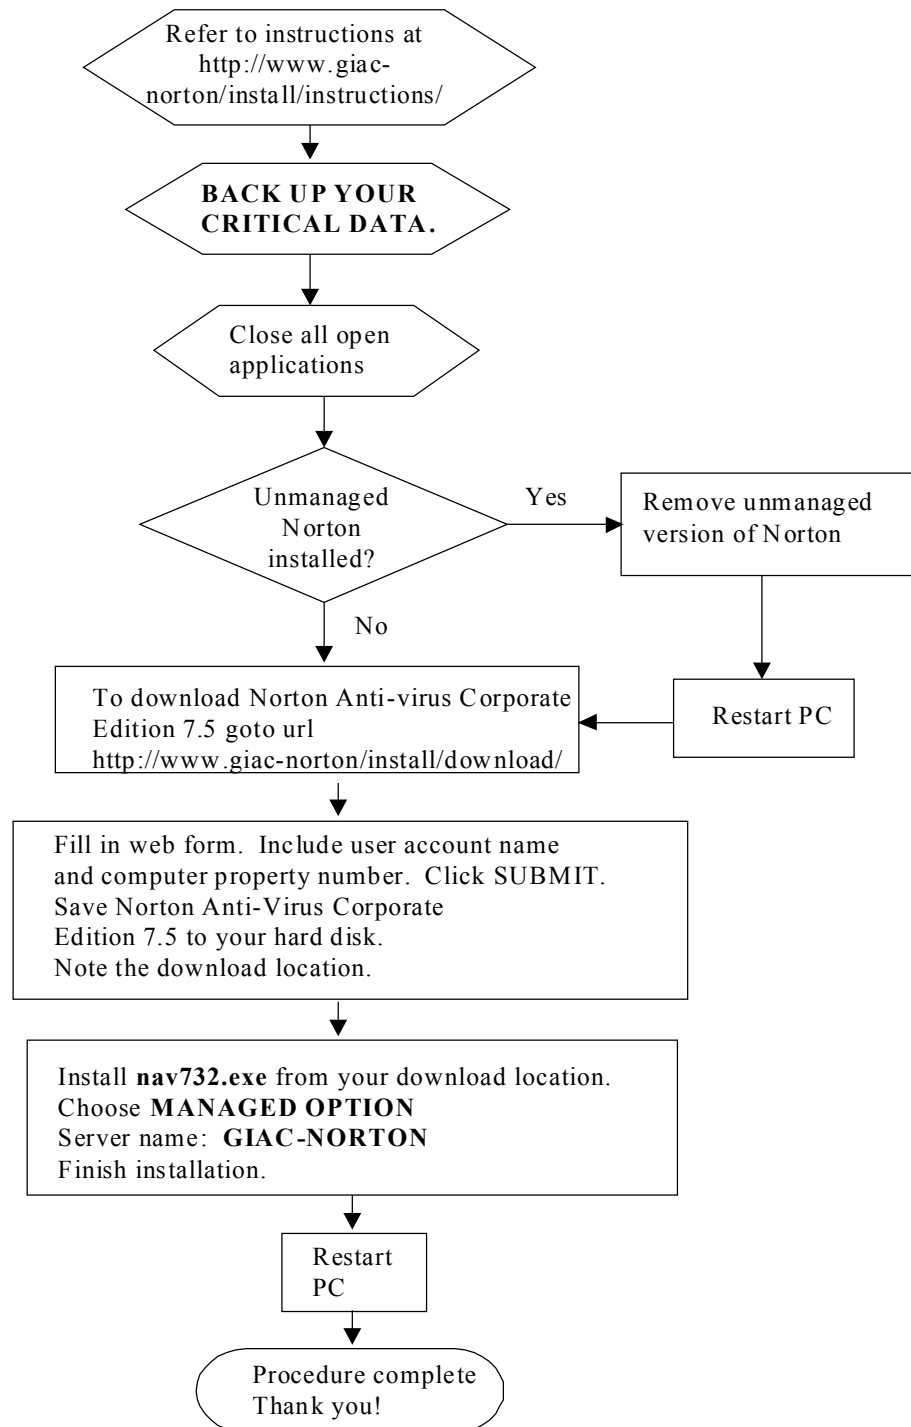 Refer to instructions at
http://www.giac-
norton/install/instructions/
BACK UP YOUR
CRITICAL DATA.
Close all open
applications
Unmanaged
Norton
installed?
Yes
Remove unmanaged
version of Norton
No
Restart PC
To download Norton Anti-virus Corporate
Edition 7.5 goto url
http://www.giac-norton/install/download/
Fill in web form.  Include user account name
and computer property number.  Click SUBMIT.
Save Norton Anti-Virus Corporate
Edition 7.5 to your hard disk.
Note the download location.
Install nav732.exe from your download location.
Choose MANAGED OPTION
Server name:  GIAC-NORTON
Finish installation.
Restart
PC
Procedure complete
Thank you!